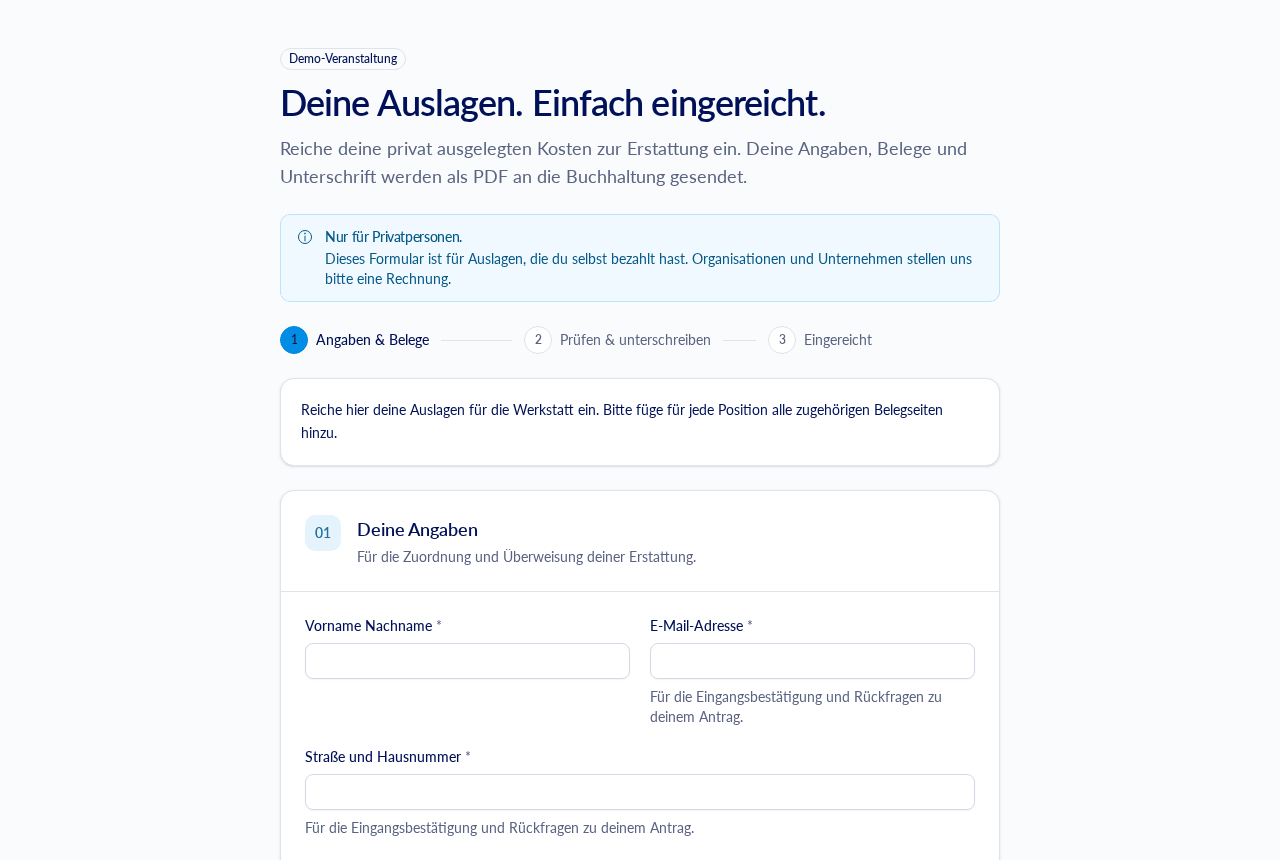 Demo-Veranstaltung
Deine Auslagen. Einfach eingereicht.
Reiche deine privat ausgelegten Kosten zur Erstattung ein. Deine Angaben, Belege und
Unterschrift werden als PDF an die Buchhaltung gesendet.
Nur für Privatpersonen.
Dieses Formular ist für Auslagen, die du selbst bezahlt hast. Organisationen und Unternehmen stellen uns
bitte eine Rechnung.
1 Angaben & Belege 2 Prüfen & unterschreiben 3 Eingereicht
Reiche hier deine Auslagen für die Werkstatt ein. Bitte füge für jede Position alle zugehörigen Belegseiten
hinzu.
01 Deine Angaben
Für die Zuordnung und Überweisung deiner Erstattung.
Vorname Nachname * E-Mail-Adresse *
Für die Eingangsbestätigung und Rückfragen zu
deinem Antrag.
Straße und Hausnummer *
Für die Eingangsbestätigung und Rückfragen zu deinem Antrag.